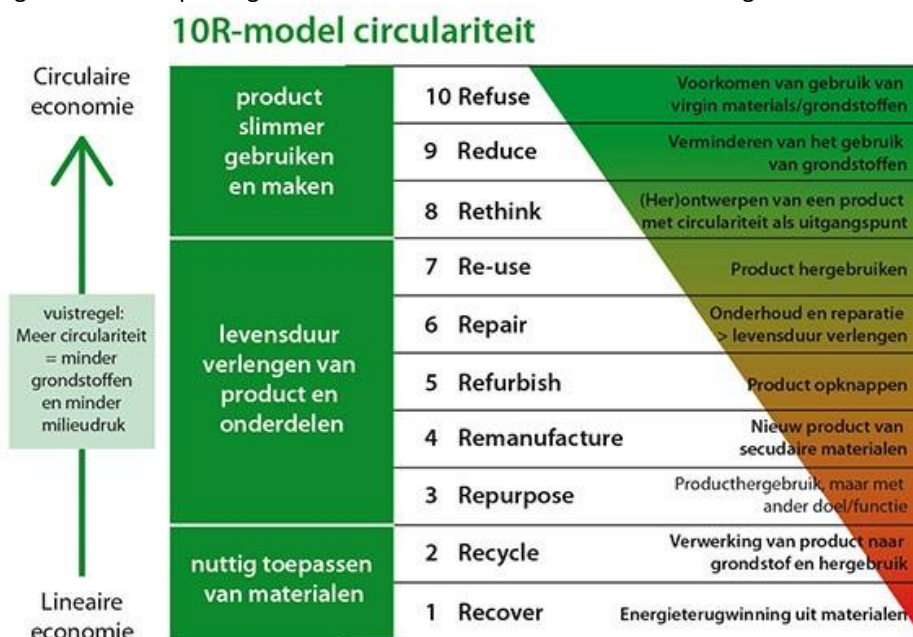 10R-model circulariteit
Circulaire
economie
vuistregel:
Meer circulariteit
= minder
grondstoffen
en minder
milieudruk
Lineaire
economie
product
slimmer
gebruiken
en maken
10 Refuse
Voorkomen van gebruik van
virgin materials/grondstoffen
9 Reduce
Verminderen van het gebruik
van grondstoffen
8 Rethink
(Her)ontwerpen van een product
met circulariteit als uitgangspunt
levensduur
verlengen van
product en
onderdelen
7 Re-use
Product hergebruiken
6 Repair
Onderhoud en reparatie
> levensduur verlengen
5 Refurbish
Product opknappen
4 Remanufacture
Nieuw product van
secudaire materialen
3 Repurpose
Producthergebruik, maar met
ander doel/functie
nuttig toepassen
van materialen
2 Recycle
Verwerking van product naar
grondstof en hergebruik
1 Recover
Energieterugwinning uit materialen